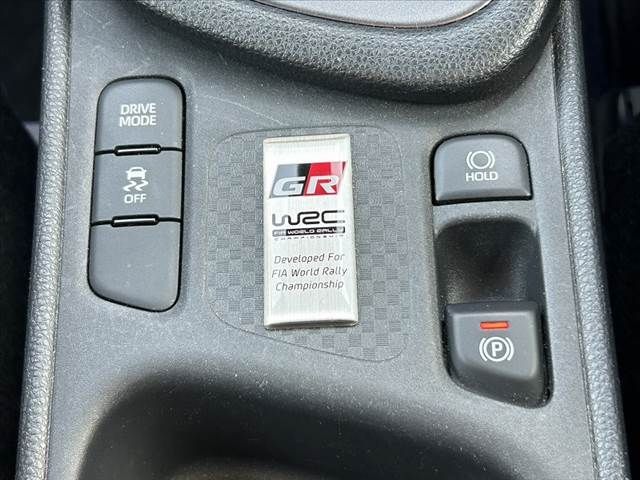 DRIVE
MODE
OFF
GR
WRC
FIA WORLD RALLY
CHAMPIONSHIP
Developed For
FIA World Rally
Championship
HOLD
P